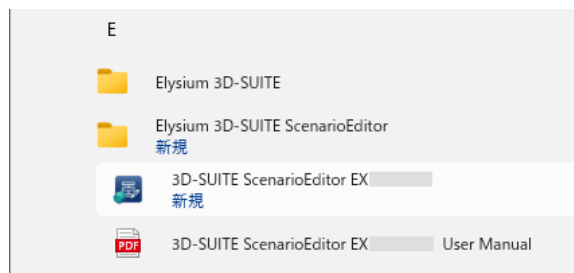 E
Elysium 3D-SUITE
Elysium 3D-SUITE ScenarioEditor
新規
3D-SUITE ScenarioEditor EX
新規
PDF
3D-SUITE ScenarioEditor EX User Manual